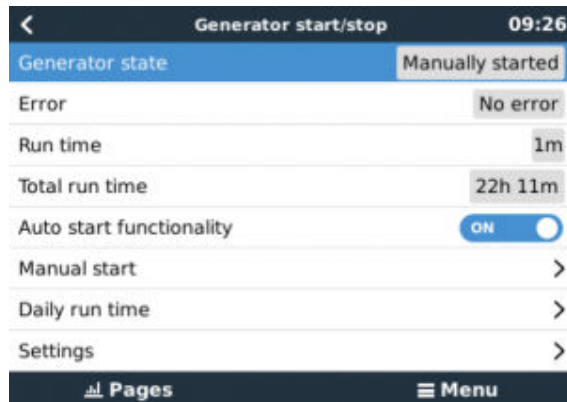 Generator start/stop 09:26
Generator state Manually started
Error No error
Run time 1m
Total run time 22h 11m
Auto start functionality ON
Manual start
Daily run time
Settings
Pages Menu